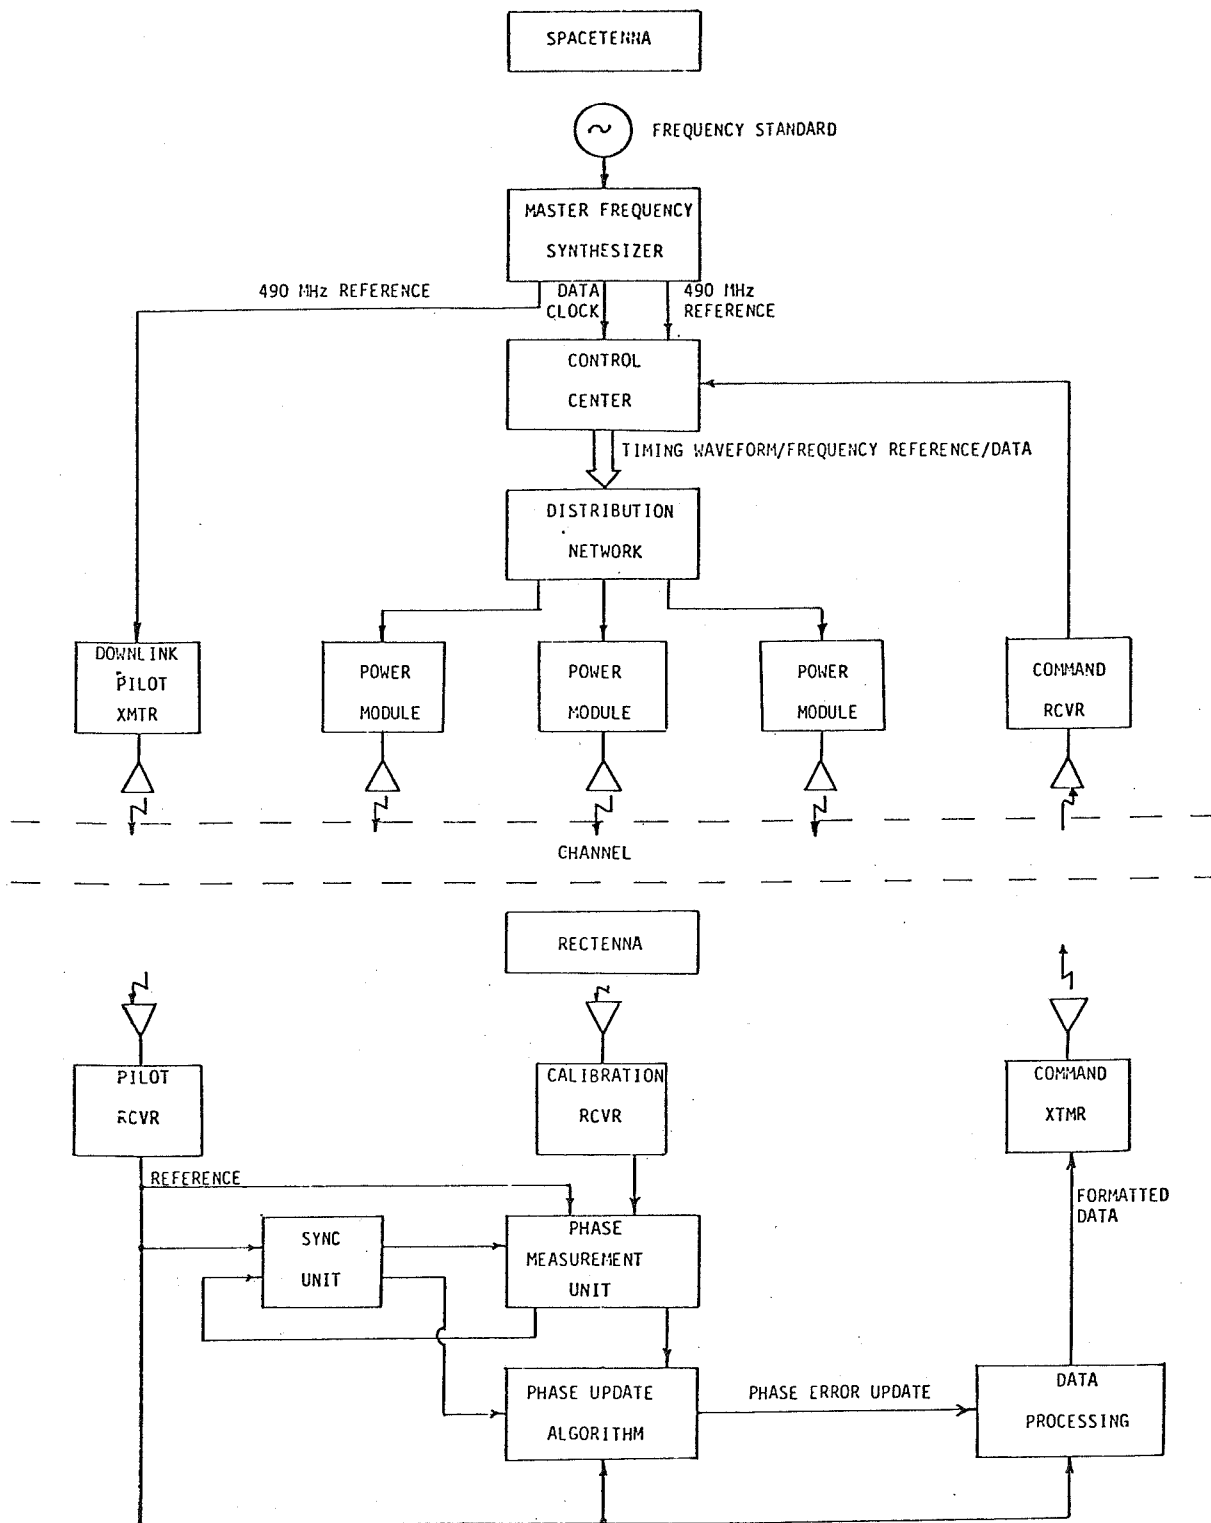 SPACETENNA
FREQUENCY STANDARD
MASTER FREQUENCY
SYNTHESIZER
490 MHz REFERENCE
DATA
CLOCK
490 MHz
REFERENCE
CONTROL
CENTER
TIMING WAVEFORM/FREQUENCY REFERENCE/DATA
DISTRIBUTION
NETWORK
DOWNLINK
PILOT
XMTR
POWER
MODULE
POWER
MODULE
POWER
MODULE
COMMAND
RCVR
CHANNEL
RECTENNA
PILOT
RCVR
CALIBRATION
RCVR
COMMAND
XTMR
REFERENCE
FORMATTED
DATA
SYNC
UNIT
PHASE
MEASUREMENT
UNIT
PHASE UPDATE
ALGORITHM
PHASE ERROR UPDATE
DATA
PROCESSING